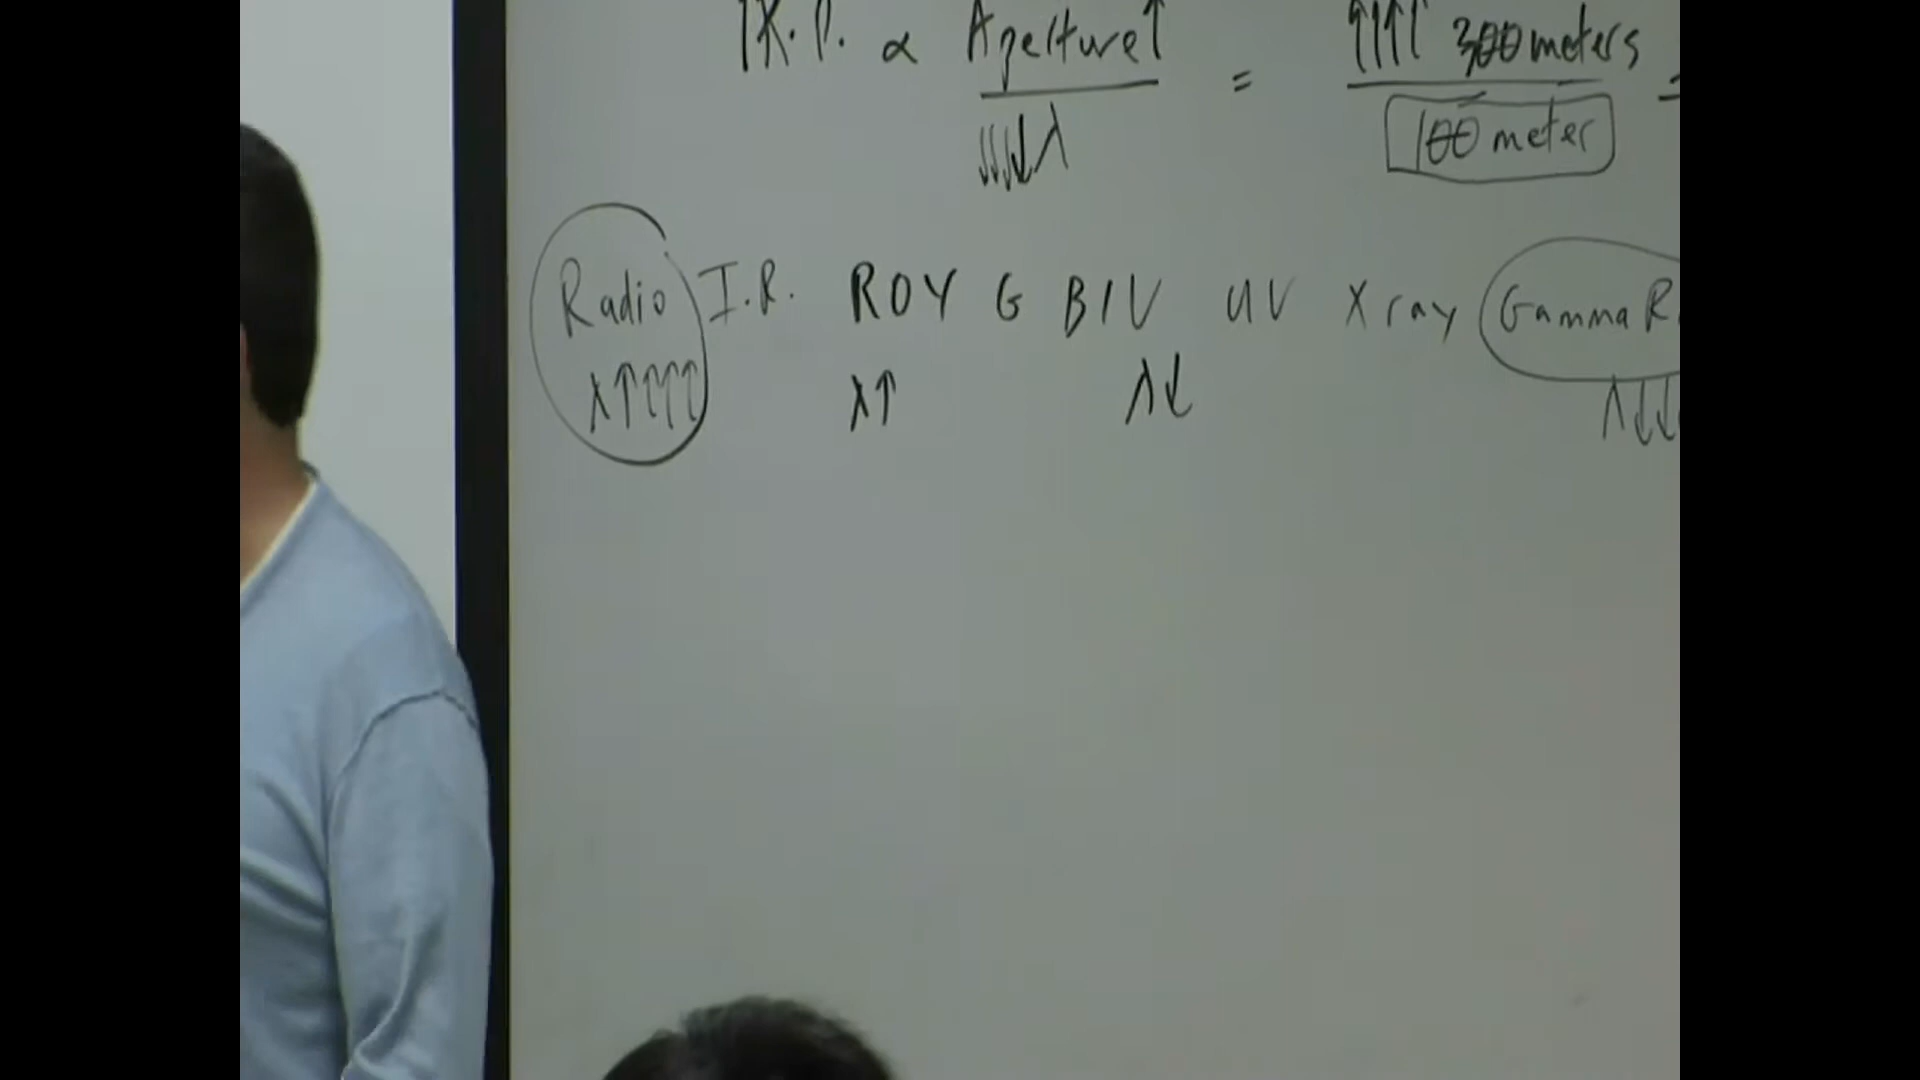 ↑R.P. ∝ Aperture↑ = ↑↑↑↑ 300 meters
↓↓↓↓λ 100 meter
Radio I.R. ROY G BIV UV X ray Gamma R
λ↑↑↑↑ λ↑ λ↓ λ↓↓